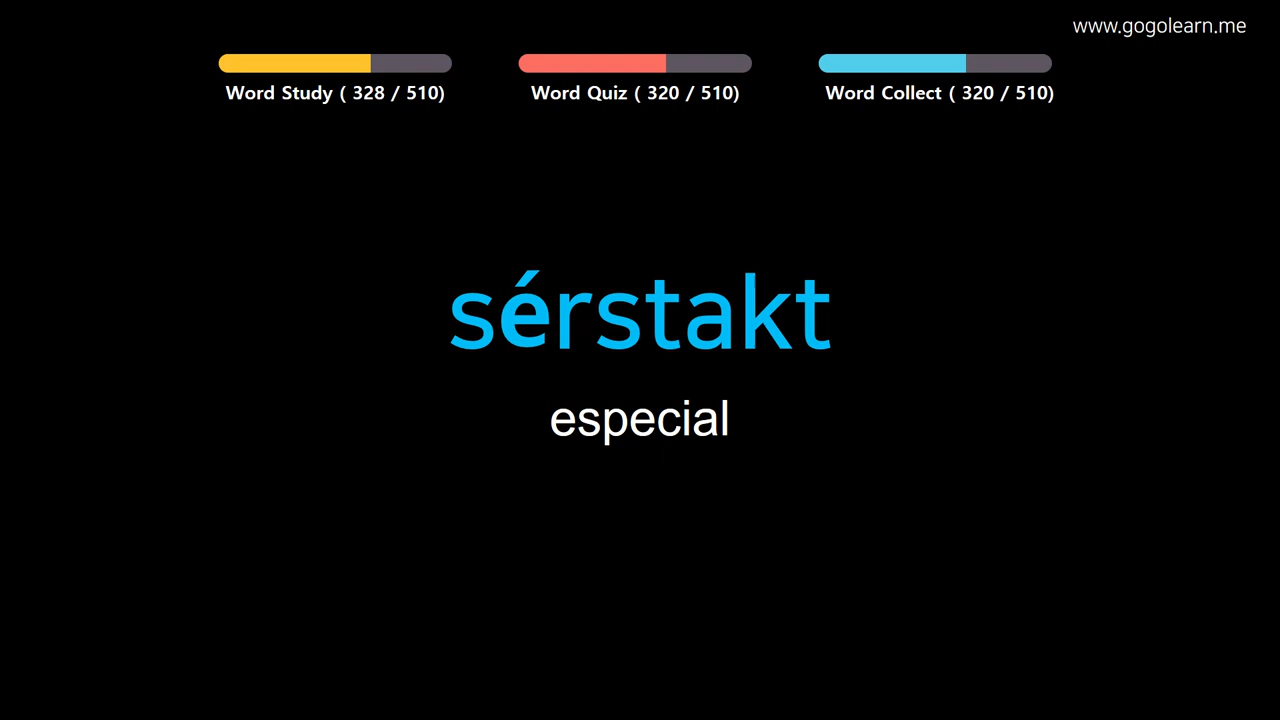 www.gogolearn.me
Word Study ( 328 / 510)
Word Quiz ( 320 / 510)
Word Collect ( 320 / 510)
sérstakt
especial